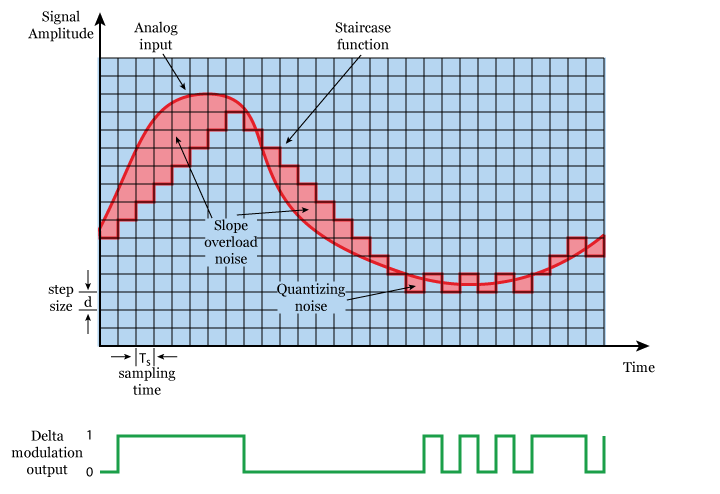 Signal
Amplitude
Analog
input
Staircase
function
Slope
overload
noise
Quantizing
noise
step
size
d
Ts
sampling
time
Time
Delta
modulation
output
1
0